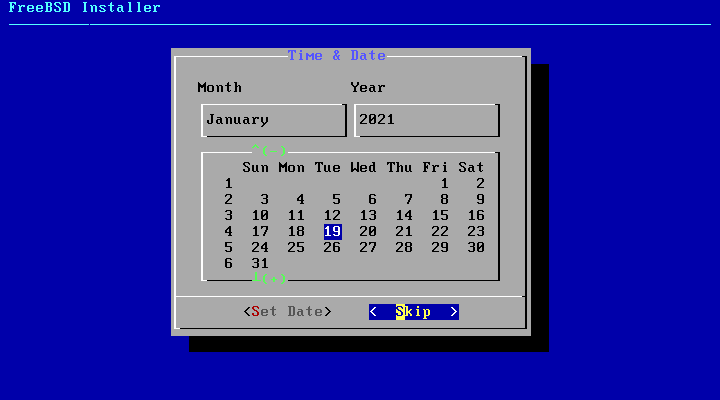 FreeBSD Installer
Time & Date
Month Year
January 2021
^(-)
Sun Mon Tue Wed Thu Fri Sat
1 1 2
2 3 4 5 6 7 8 9
3 10 11 12 13 14 15 16
4 17 18 19 20 21 22 23
5 24 25 26 27 28 29 30
6 31
┴(+)
<Set Date> < Skip >